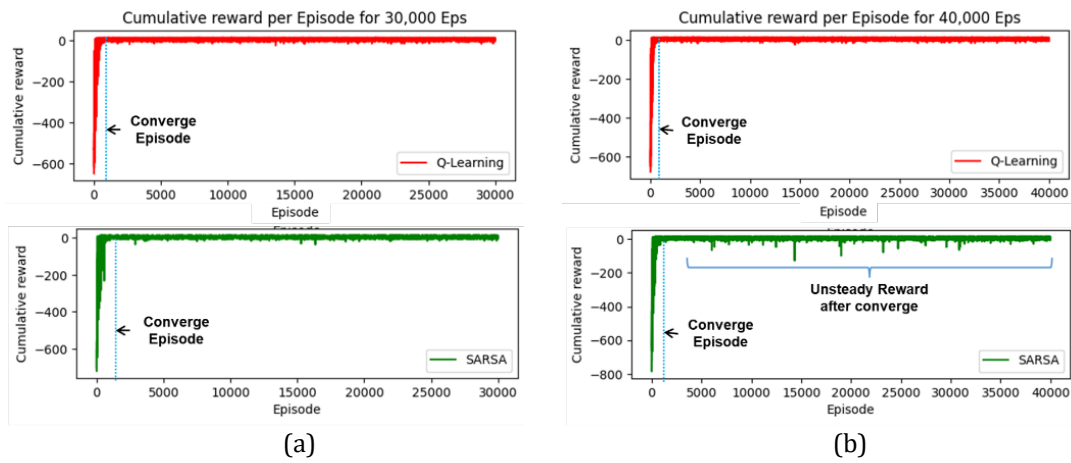 Cumulative reward per Episode for 30,000 Eps
0
−200
−400
−600
Cumulative reward
Converge
Episode
Q-Learning
0 5000 10000 15000 20000 25000 30000
Episode
0
−200
−400
−600
Cumulative reward
Converge
Episode
SARSA
0 5000 10000 15000 20000 25000 30000
Episode
(a)
Cumulative reward per Episode for 40,000 Eps
0
−200
−400
−600
Cumulative reward
Converge
Episode
Q-Learning
0 5000 10000 15000 20000 25000 30000 35000 40000
Episode
0
−200
−400
−600
−800
Cumulative reward
Unsteady Reward
after converge
Converge
Episode
SARSA
0 5000 10000 15000 20000 25000 30000 35000 40000
Episode
(b)